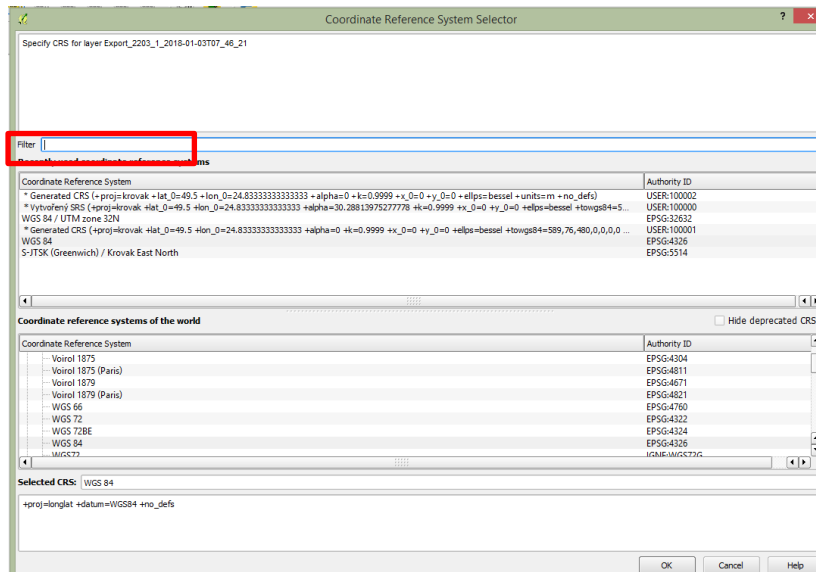 Coordinate Reference System Selector
?
Specify CRS for layer Export_2203_1_2018-01-03T07_46_21
Filter
Recently used coordinate reference systems
Coordinate Reference System Authority ID
* Generated CRS (+proj=krovak +lat_0=49.5 +lon_0=24.83333333333333 +alpha=0 +k=0.9999 +x_0=0 +y_0=0 +ellps=bessel +units=m +no_defs) USER:100002
* Vytvořený SRS (+proj=krovak +lat_0=49.5 +lon_0=24.83333333333333 +alpha=30.28813975277778 +k=0.9999 +x_0=0 +y_0=0 +ellps=bessel +towgs84=5... USER:100000
WGS 84 / UTM zone 32N EPSG:32632
* Generated CRS (+proj=krovak +lat_0=49.5 +lon_0=24.83333333333333 +alpha=0 +k=0.9999 +x_0=0 +y_0=0 +ellps=bessel +towgs84=589,76,480,0,0,0,0 ... USER:100001
WGS 84 EPSG:4326
S-JTSK (Greenwich) / Krovak East North EPSG:5514
Coordinate reference systems of the world Hide deprecated CRS
Coordinate Reference System Authority ID
Voirol 1875 EPSG:4304
Voirol 1875 (Paris) EPSG:4811
Voirol 1879 EPSG:4671
Voirol 1879 (Paris) EPSG:4821
WGS 66 EPSG:4760
WGS 72 EPSG:4322
WGS 72BE EPSG:4324
WGS 84 EPSG:4326
WGS72 IGNF:WGS72G
Selected CRS: WGS 84
+proj=longlat +datum=WGS84 +no_defs
OK Cancel Help